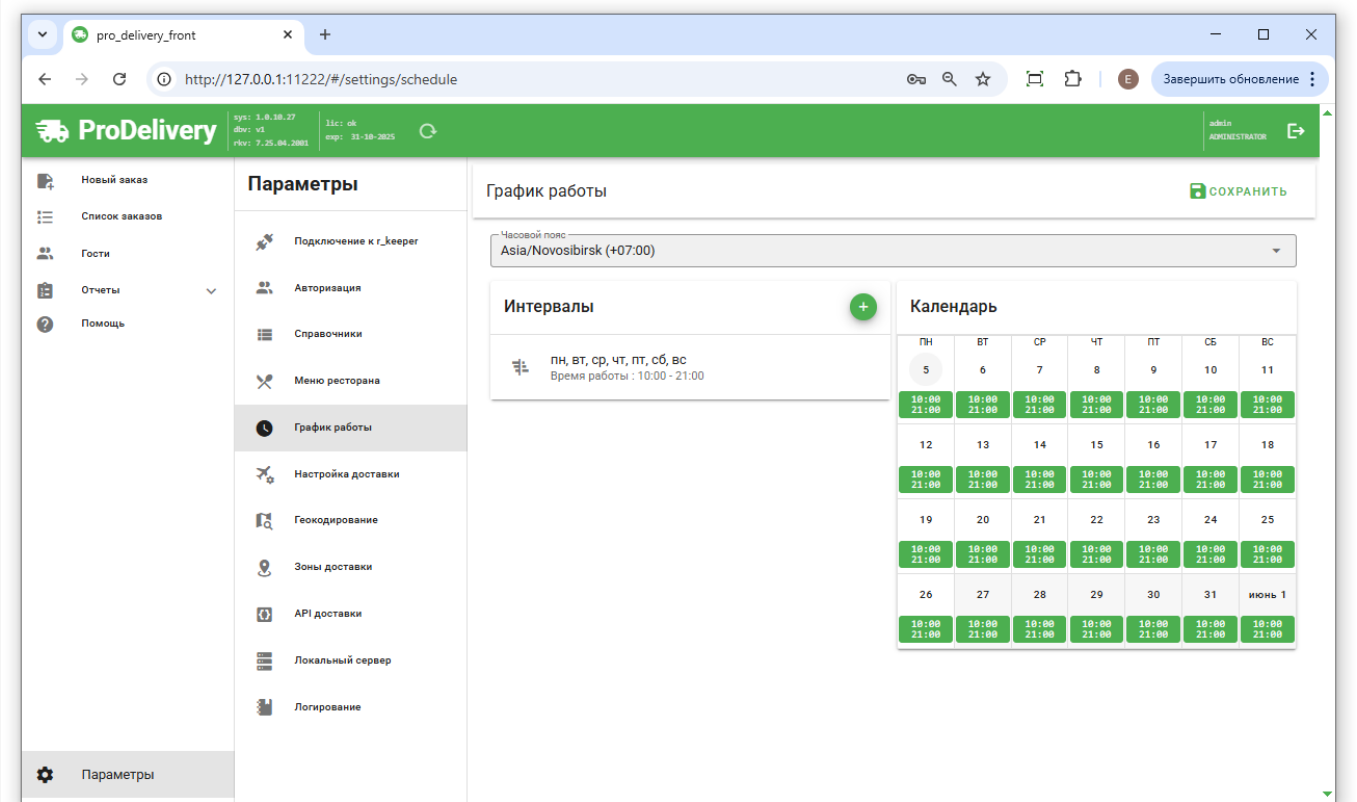 pro_delivery_front
http://127.0.0.1:11222/#/settings/schedule
E
Завершить обновление
ProDelivery
sys: 1.0.10.27
dbv: v1
rkv: 7.25.04.2001
lic: ok
exp: 31-10-2025
admin
ADMINISTRATOR
Новый заказ
Список заказов
Гости
Отчеты
Помощь
Параметры
Параметры
Подключение к r_keeper
Авторизация
Справочники
Меню ресторана
График работы
Настройка доставки
Геокодирование
Зоны доставки
API доставки
Локальный сервер
Логирование
График работы
СОХРАНИТЬ
Часовой пояс
Asia/Novosibirsk (+07:00)
Интервалы
пн, вт, ср, чт, пт, сб, вс
Время работы : 10:00 - 21:00
Календарь
ПН ВТ СР ЧТ ПТ СБ ВС
5 6 7 8 9 10 11
10:00 10:00 10:00 10:00 10:00 10:00 10:00
21:00 21:00 21:00 21:00 21:00 21:00 21:00
12 13 14 15 16 17 18
10:00 10:00 10:00 10:00 10:00 10:00 10:00
21:00 21:00 21:00 21:00 21:00 21:00 21:00
19 20 21 22 23 24 25
10:00 10:00 10:00 10:00 10:00 10:00 10:00
21:00 21:00 21:00 21:00 21:00 21:00 21:00
26 27 28 29 30 31 июнь 1
10:00 10:00 10:00 10:00 10:00 10:00 10:00
21:00 21:00 21:00 21:00 21:00 21:00 21:00